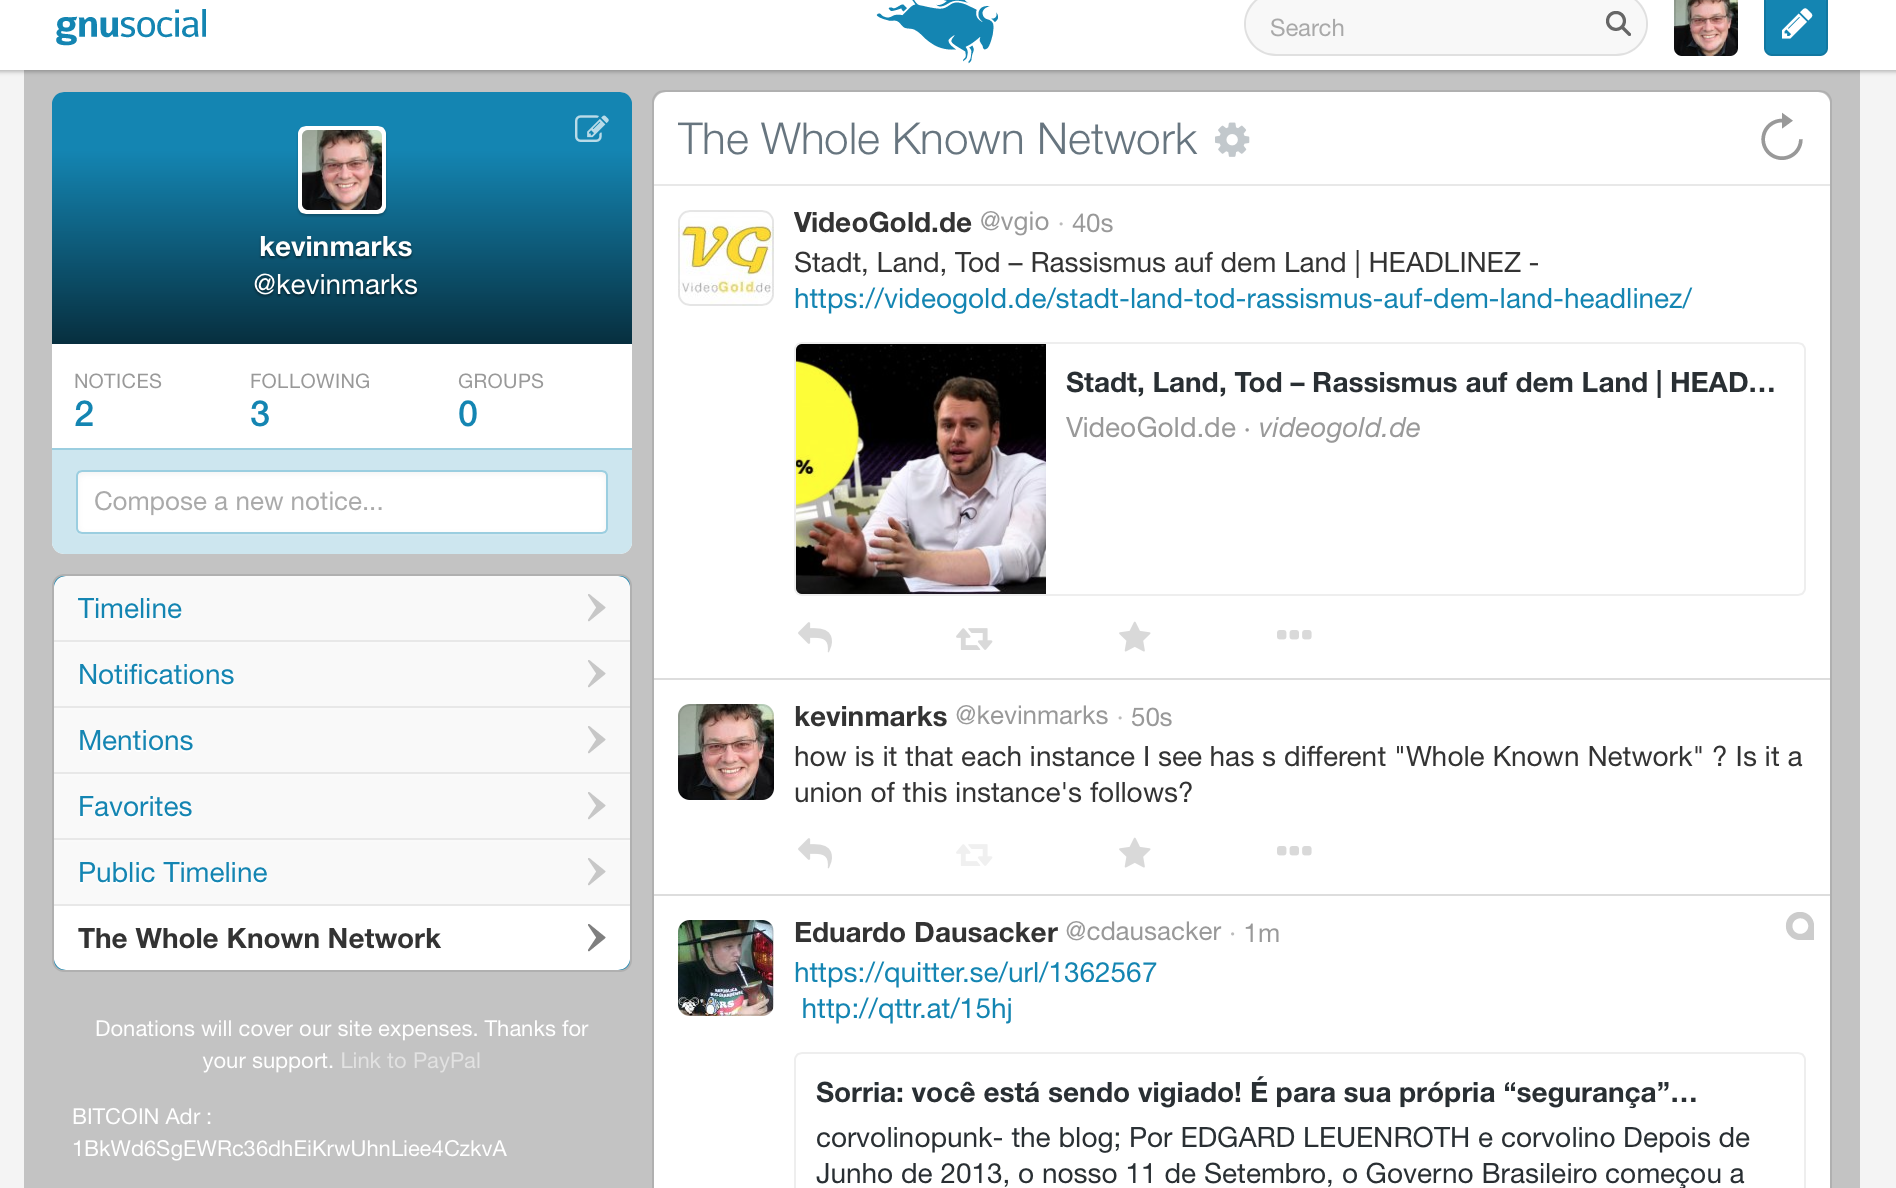 gnusocial
Search
kevinmarks
@kevinmarks
NOTICES
2
FOLLOWING
3
GROUPS
0
Compose a new notice...
Timeline
Notifications
Mentions
Favorites
Public Timeline
The Whole Known Network
Donations will cover our site expenses. Thanks for
your support. Link to PayPal
BITCOIN Adr :
1BkWd6SgEWRc36dhEiKrwUhnLiee4CzkvA
The Whole Known Network
VG
VideoGold.de
VideoGold.de @vgio · 40s
Stadt, Land, Tod – Rassismus auf dem Land | HEADLINEZ -
https://videogold.de/stadt-land-tod-rassismus-auf-dem-land-headlinez/
%
Stadt, Land, Tod – Rassismus auf dem Land | HEAD...
VideoGold.de · videogold.de
kevinmarks @kevinmarks · 50s
how is it that each instance I see has s different "Whole Known Network" ? Is it a
union of this instance's follows?
Eduardo Dausacker @cdausacker · 1m
https://quitter.se/url/1362567
http://qttr.at/15hj
Sorria: você está sendo vigiado! É para sua própria “segurança”...
corvolinopunk- the blog; Por EDGARD LEUENROTH e corvolino Depois de
Junho de 2013, o nosso 11 de Setembro, o Governo Brasileiro começou a